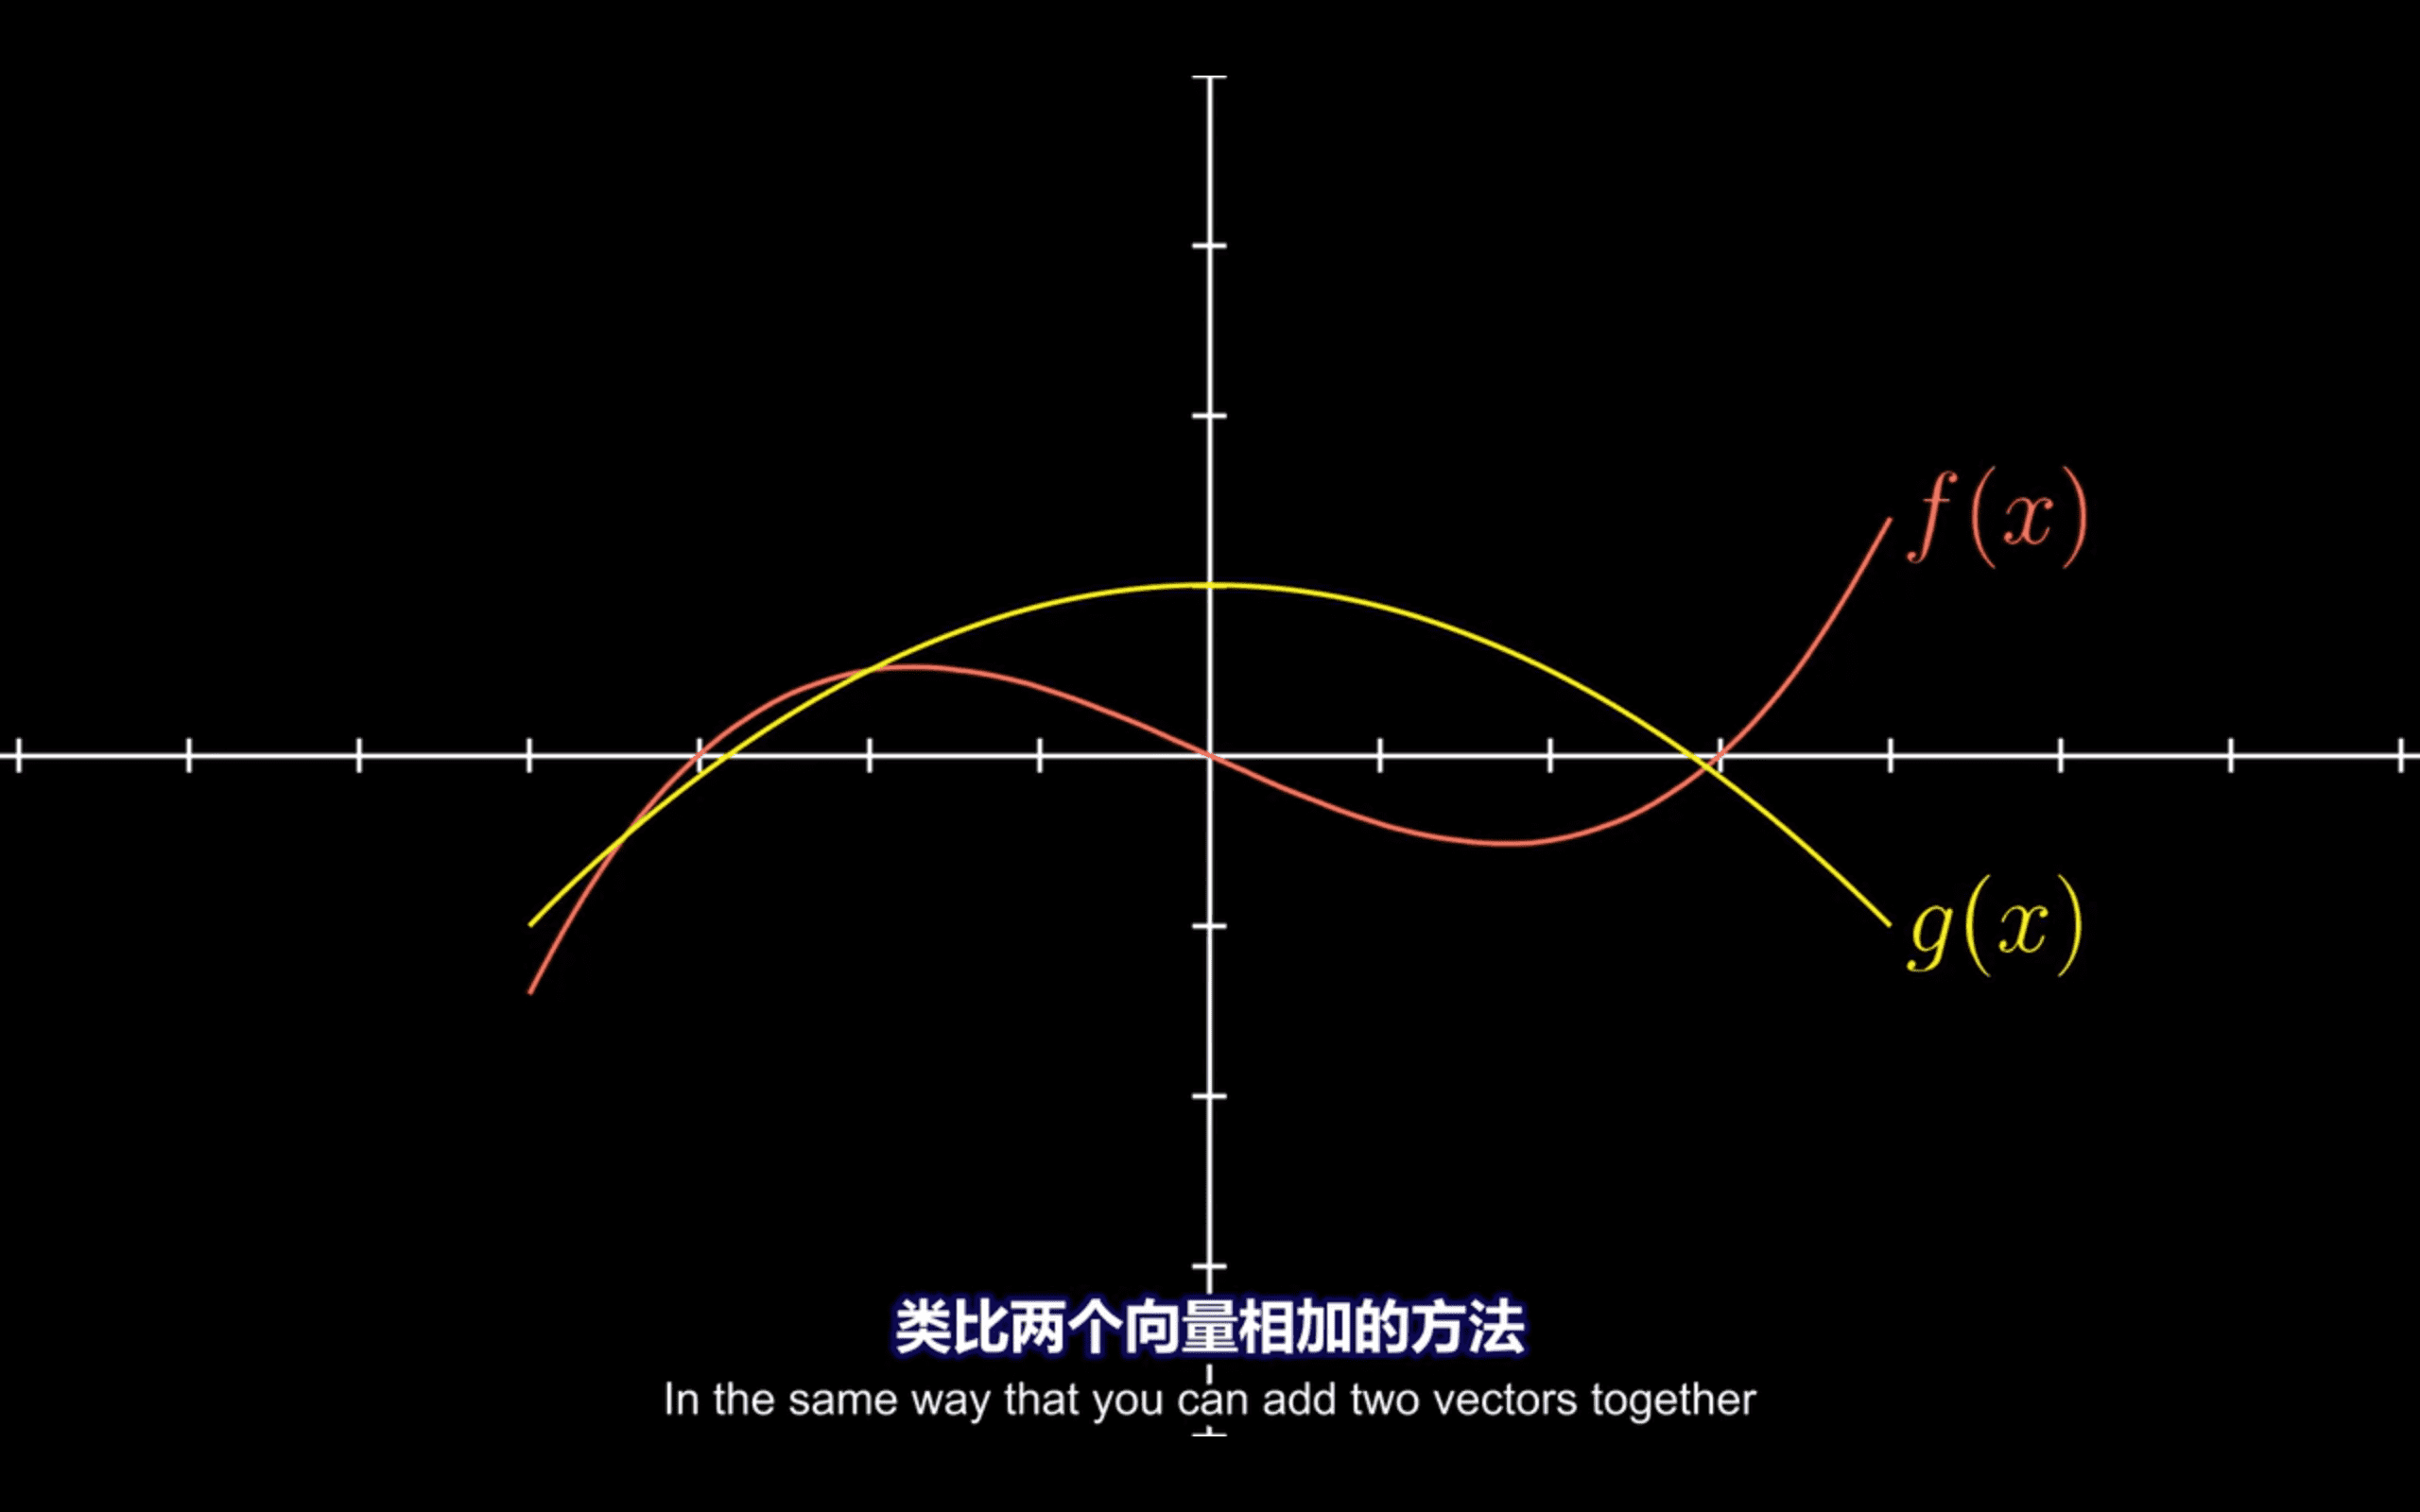 f(x)
g(x)
类比两个向量相加的方法
In the same way that you can add two vectors together